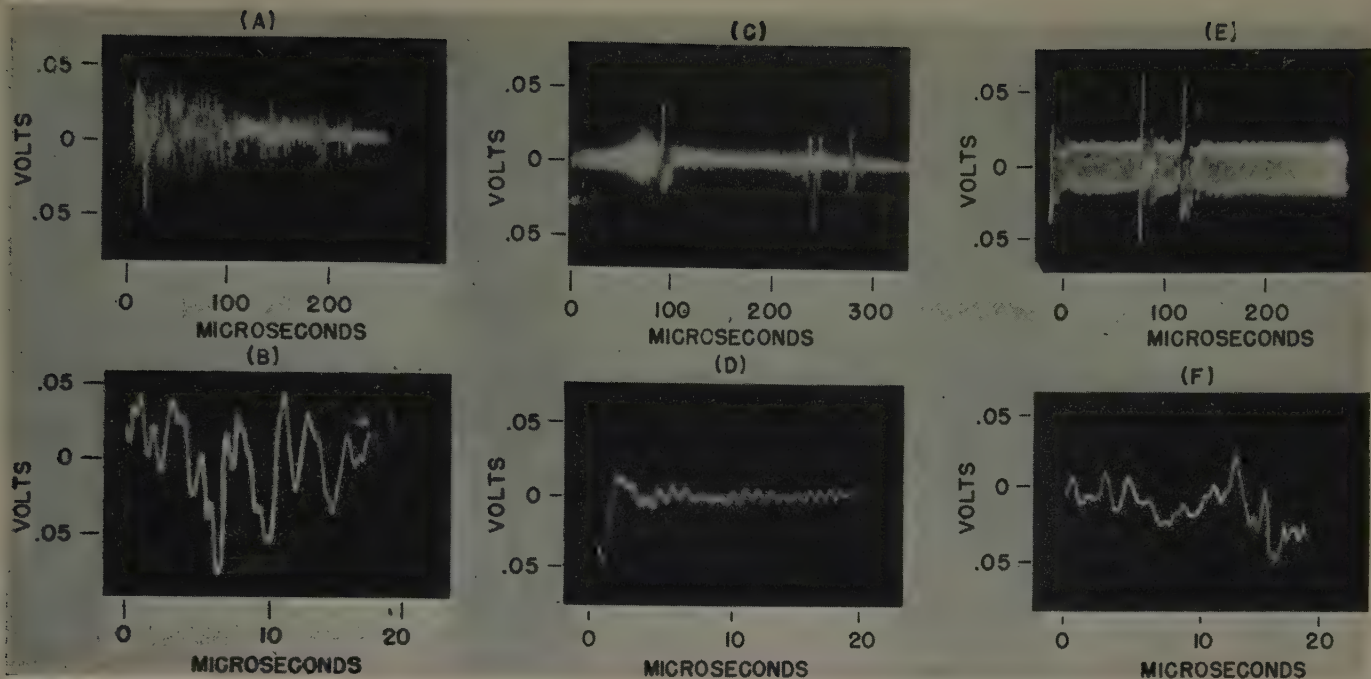 (A)
VOLTS
.05
0
.05
0 100 200
MICROSECONDS
(B)
VOLTS
.05
0
.05
0 10 20
MICROSECONDS
(C)
VOLTS
.05
0
.05
0 100 200 300
MICROSECONDS
(D)
VOLTS
.05
0
.05
0 10 20
MICROSECONDS
(E)
VOLTS
.05
0
.05
0 100 200
MICROSECONDS
(F)
VOLTS
.05
0
.05
0 10 20
MICROSECONDS